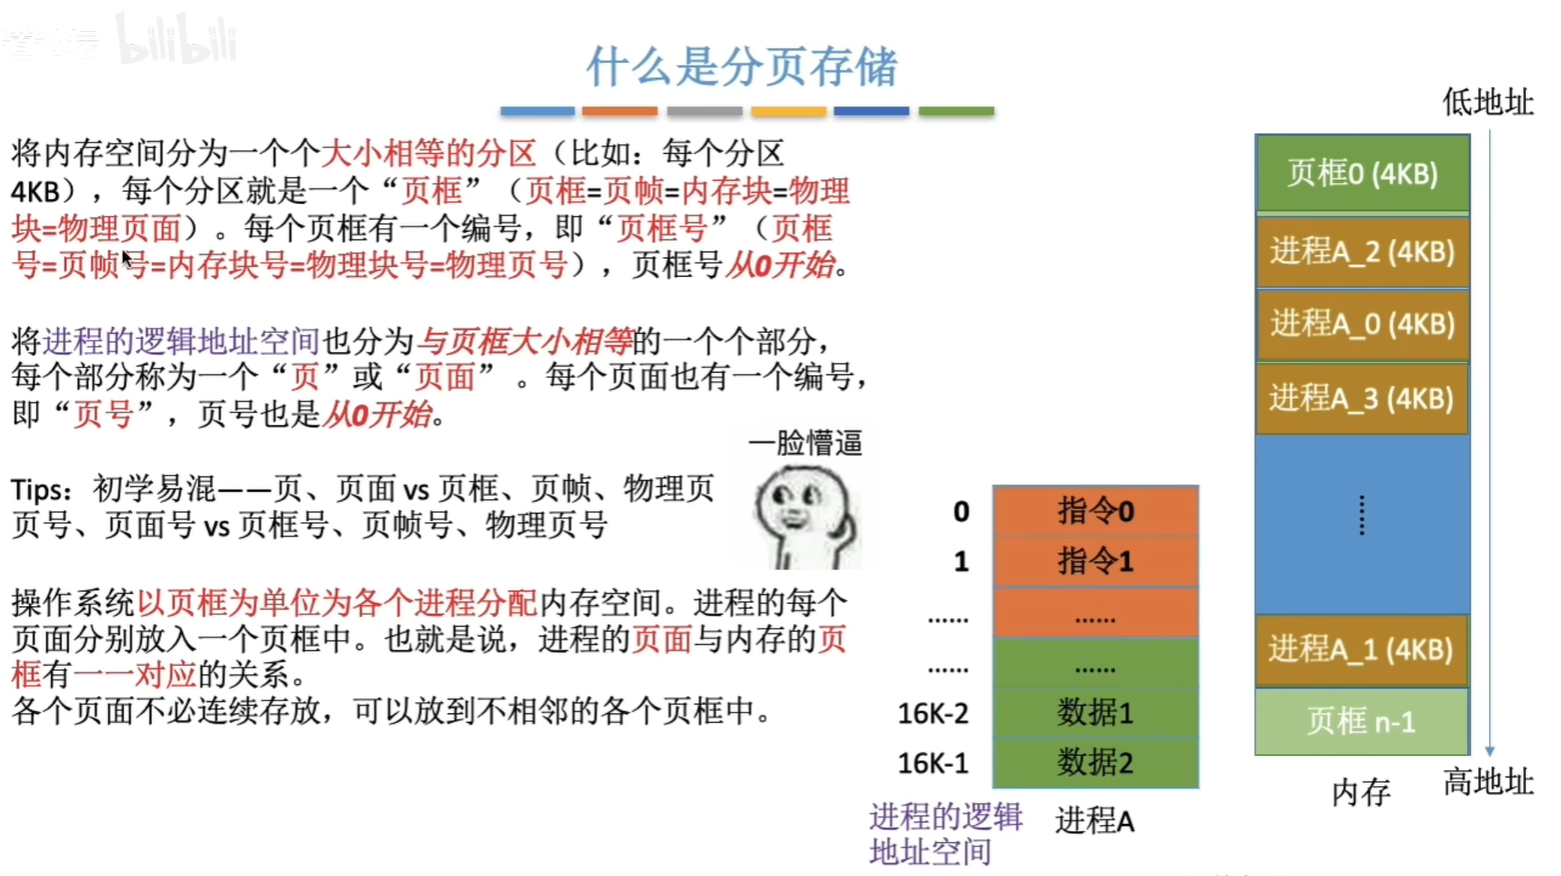 bilibili
什么是分页存储
将内存空间分为一个个大小相等的分区（比如：每个分区
4KB），每个分区就是一个“页框”（页框=页帧=内存块=物理
块=物理页面）。每个页框有一个编号，即“页框号”（页框
号=页帧号=内存块号=物理块号=物理页号），页框号从0开始。
将进程的逻辑地址空间也分为与页框大小相等的一个个部分，
每个部分称为一个“页”或“页面” 。每个页面也有一个编号，
即“页号”，页号也是从0开始。
Tips：初学易混——页、页面 vs 页框、页帧、物理页
页号、页面号 vs 页框号、页帧号、物理页号
一脸懵逼
操作系统以页框为单位为各个进程分配内存空间。进程的每个
页面分别放入一个页框中。也就是说，进程的页面与内存的页
框有一一对应的关系。
各个页面不必连续存放，可以放到不相邻的各个页框中。
0 指令0
1 指令1
…… ……
…… ……
16K-2 数据1
16K-1 数据2
进程的逻辑
地址空间
进程A
低地址
页框0 (4KB)
进程A_2 (4KB)
进程A_0 (4KB)
进程A_3 (4KB)
……
进程A_1 (4KB)
页框 n-1
内存
高地址